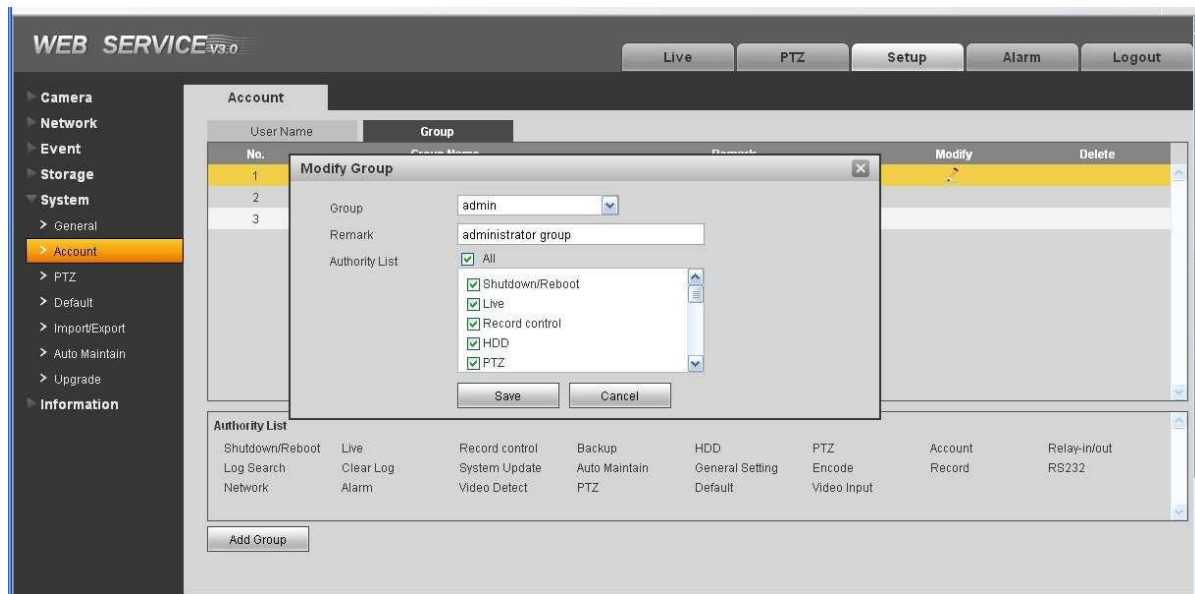 WEB SERVICE V3.0
Live PTZ Setup Alarm Logout
Camera
Network
Event
Storage
System
> General
> Account
> PTZ
> Default
> Import/Export
> Auto Maintain
> Upgrade
Information
Account
User Name Group
No. Group Name Remark Modify Delete
1
2
3
Modify Group
Group admin
Remark administrator group
Authority List All
Shutdown/Reboot
Live
Record control
HDD
PTZ
Save Cancel
Authority List
Shutdown/Reboot Live Record control Backup HDD PTZ Account Relay-in/out
Log Search Clear Log System Update Auto Maintain General Setting Encode Record RS232
Network Alarm Video Detect PTZ Default Video Input
Add Group